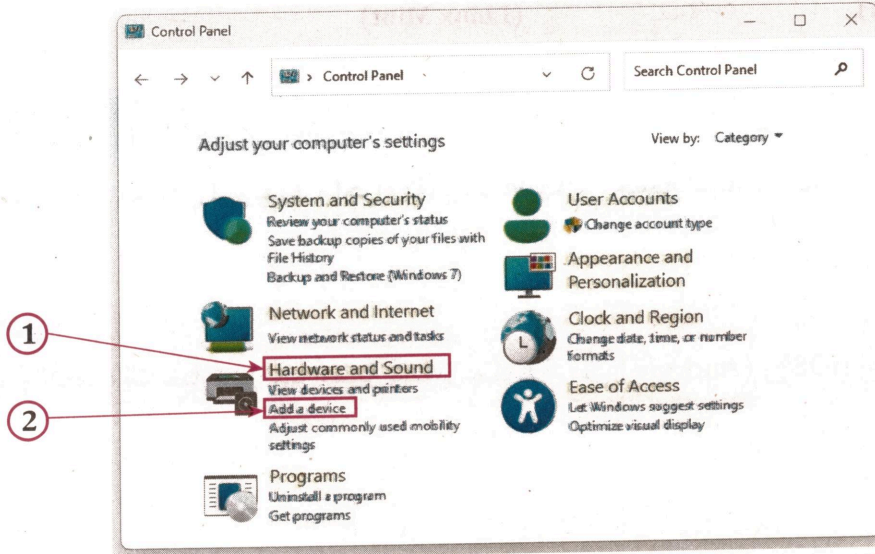 Control Panel
Control Panel
Search Control Panel
Adjust your computer's settings
View by: Category
System and Security
Review your computer's status
Save backup copies of your files with
File History
Backup and Restore (Windows 7)
Network and Internet
View network status and tasks
1
Hardware and Sound
View devices and printers
2
Add a device
Adjust commonly used mobility
settings
Programs
Uninstall a program
Get programs
User Accounts
Change account type
Appearance and
Personalization
Clock and Region
Change date, time, or number
formats
Ease of Access
Let Windows suggest settings
Optimize visual display